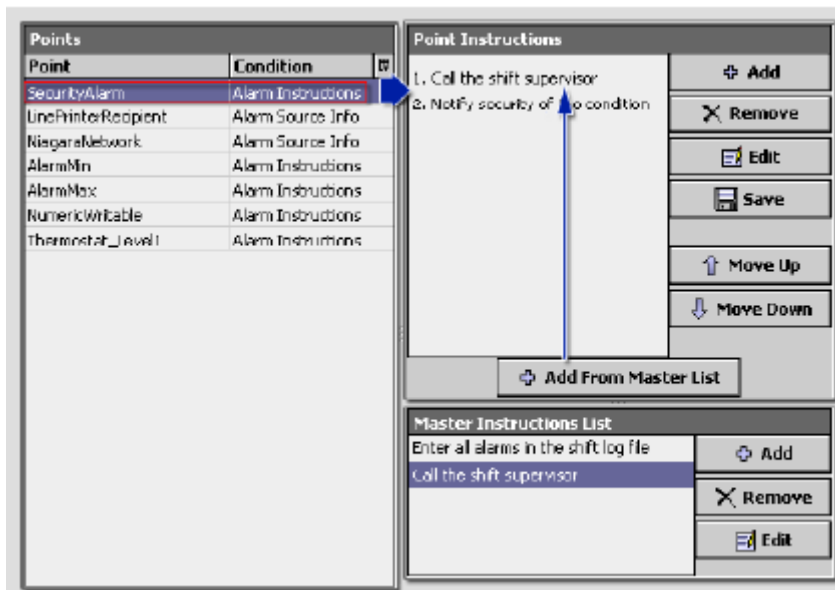 Points
Point Condition
SecurityAlarm Alarm Instructions
LinePrinterRecipient Alarm Source Info
NiagaraNetwork Alarm Source Info
AlarmMin Alarm Instructions
AlarmMax Alarm Instructions
NumericWritable Alarm Instructions
Thermostat_Level1 Alarm Instructions
Point Instructions
1. Call the shift supervisor
2. Notify security of condition
Add
Remove
Edit
Save
Move Up
Move Down
Add From Master List
Master Instructions List
Enter all alarms in the shift log file
Call the shift supervisor
Add
Remove
Edit